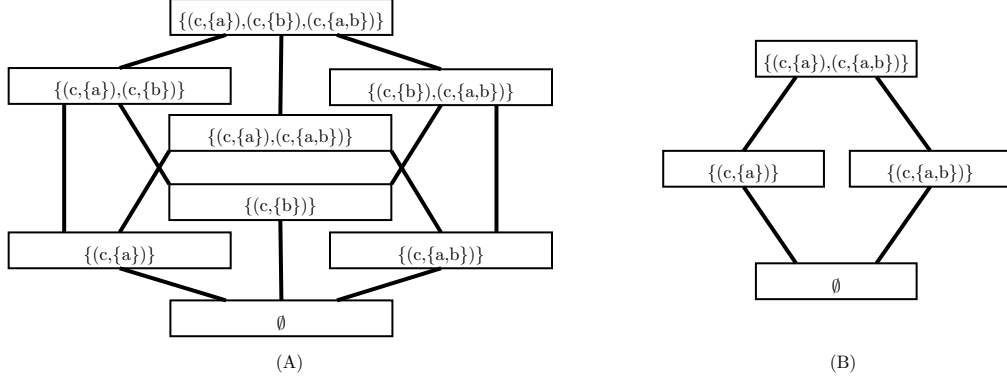 {(c,{a}),(c,{b}),(c,{a,b})}
{(c,{a}),(c,{b})}
{(c,{b}),(c,{a,b})}
{(c,{a}),(c,{a,b})}
{(c,{b})}
{(c,{a})}
{(c,{a,b})}
∅
(A)
{(c,{a}),(c,{a,b})}
{(c,{a})}
{(c,{a,b})}
∅
(B)